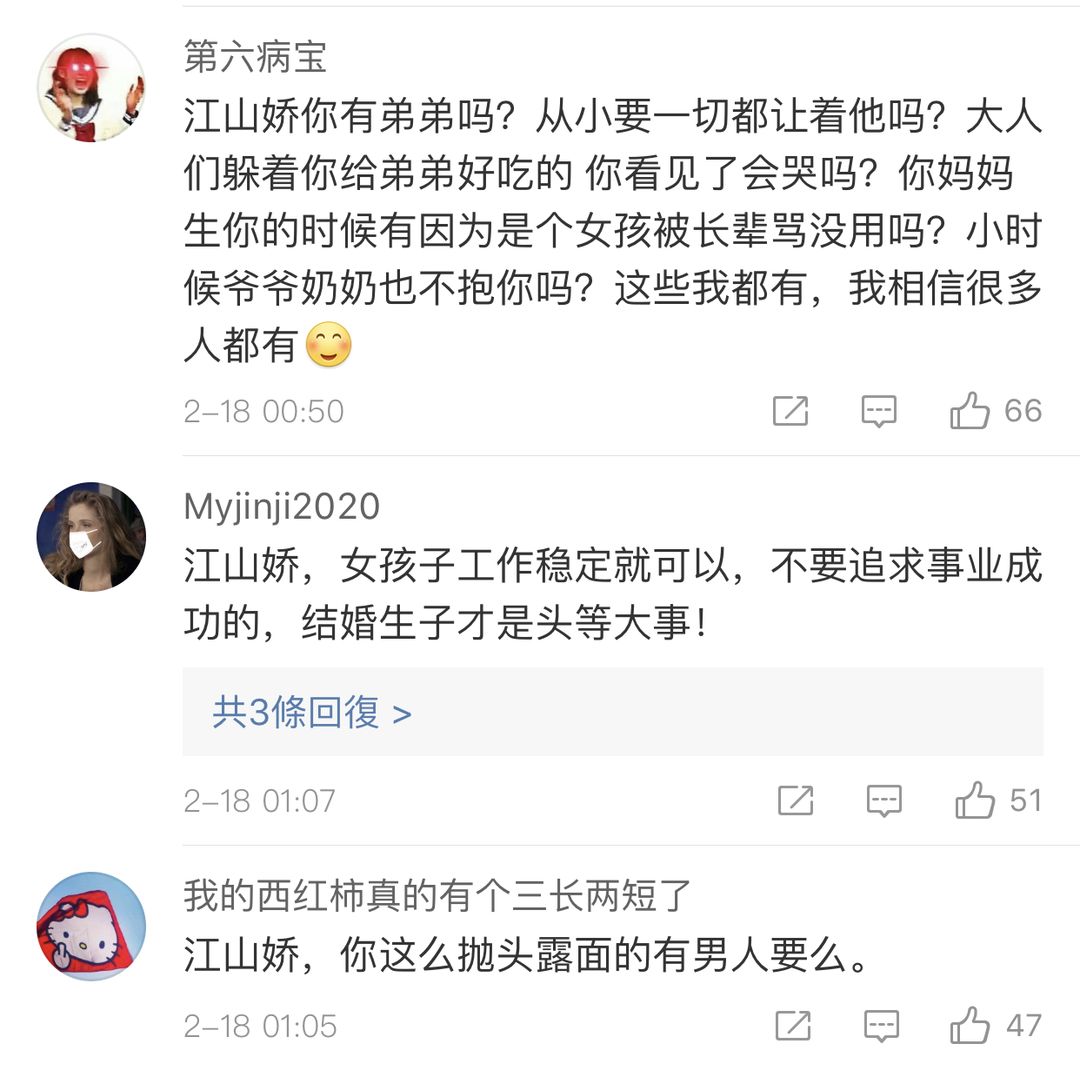 第六病宝
江山娇你有弟弟吗？从小要一切都让着他吗？大人
们躲着你给弟弟好吃的 你看见了会哭吗？你妈妈
生你的时候有因为是个女孩被长辈骂没用吗？小时
候爷爷奶奶也不抱你吗？这些我都有，我相信很多
人都有😊
2-18 00:50
66
Myjinji2020
江山娇，女孩子工作稳定就可以，不要追求事业成
功的，结婚生子才是头等大事！
共3條回復 >
2-18 01:07
51
我的西红柿真的有个三长两短了
江山娇，你这么抛头露面的有男人要么。
2-18 01:05
47